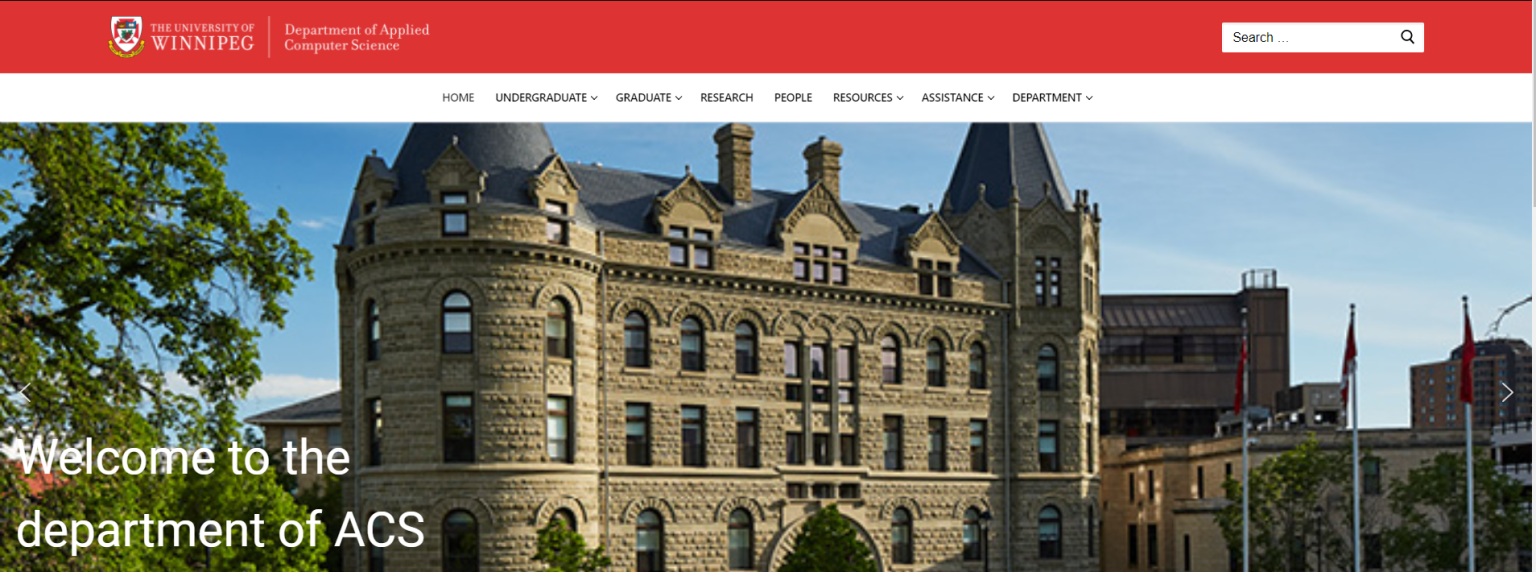 THE UNIVERSITY OF
WINNIPEG
Department of Applied
Computer Science
Search ...
HOME UNDERGRADUATE GRADUATE RESEARCH PEOPLE RESOURCES ASSISTANCE DEPARTMENT
Welcome to the
department of ACS